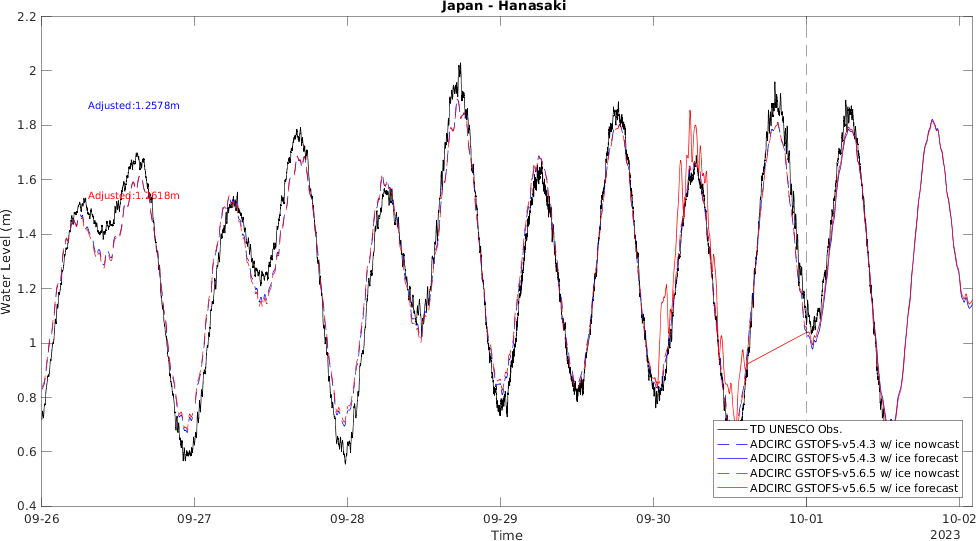 Japan - Hanasaki
Water Level (m)
2.2
2
1.8
1.6
1.4
1.2
1
0.8
0.6
0.4
Adjusted:1.2578m
Adjusted:1.2618m
TD UNESCO Obs.
ADCIRC GSTOFS-v5.4.3 w/ ice nowcast
ADCIRC GSTOFS-v5.4.3 w/ ice forecast
ADCIRC GSTOFS-v5.6.5 w/ ice nowcast
ADCIRC GSTOFS-v5.6.5 w/ ice forecast
09-26 09-27 09-28 09-29 09-30 10-01 10-02
Time
2023